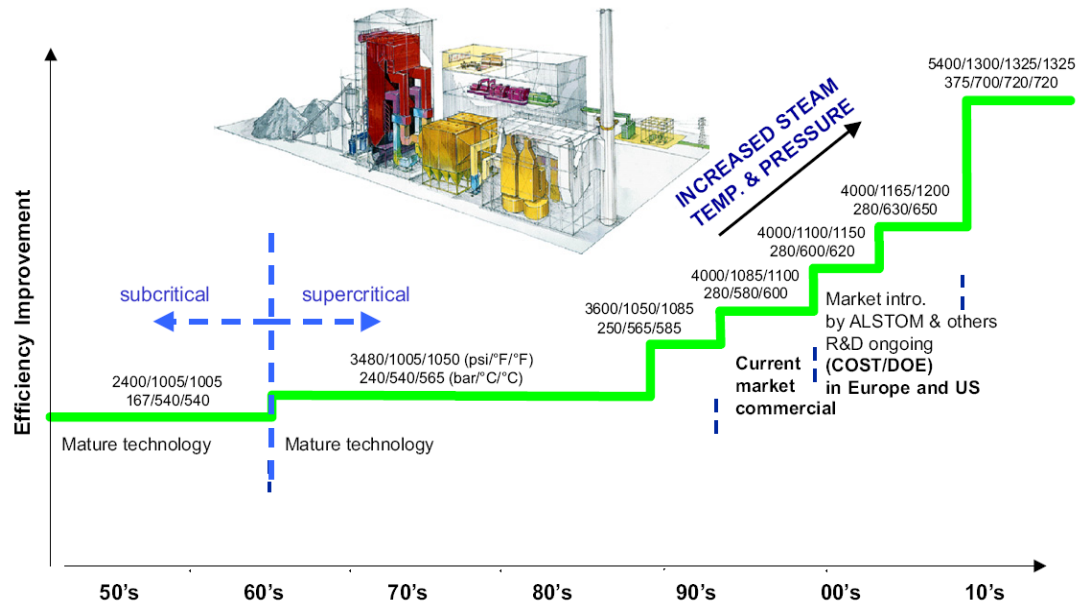 5400/1300/1325/1325
375/700/720/720
INCREASED STEAM
TEMP. & PRESSURE
4000/1165/1200
280/630/650
4000/1100/1150
280/600/620
4000/1085/1100
280/580/600
3600/1050/1085
250/565/585
subcritical
supercritical
3480/1005/1050 (psi/°F/°F)
240/540/565 (bar/°C/°C)
2400/1005/1005
167/540/540
Mature technology
Mature technology
Current
market
commercial
Market intro.
by ALSTOM & others
R&D ongoing
(COST/DOE)
in Europe and US
Efficiency Improvement
50's
60's
70's
80's
90's
00's
10's